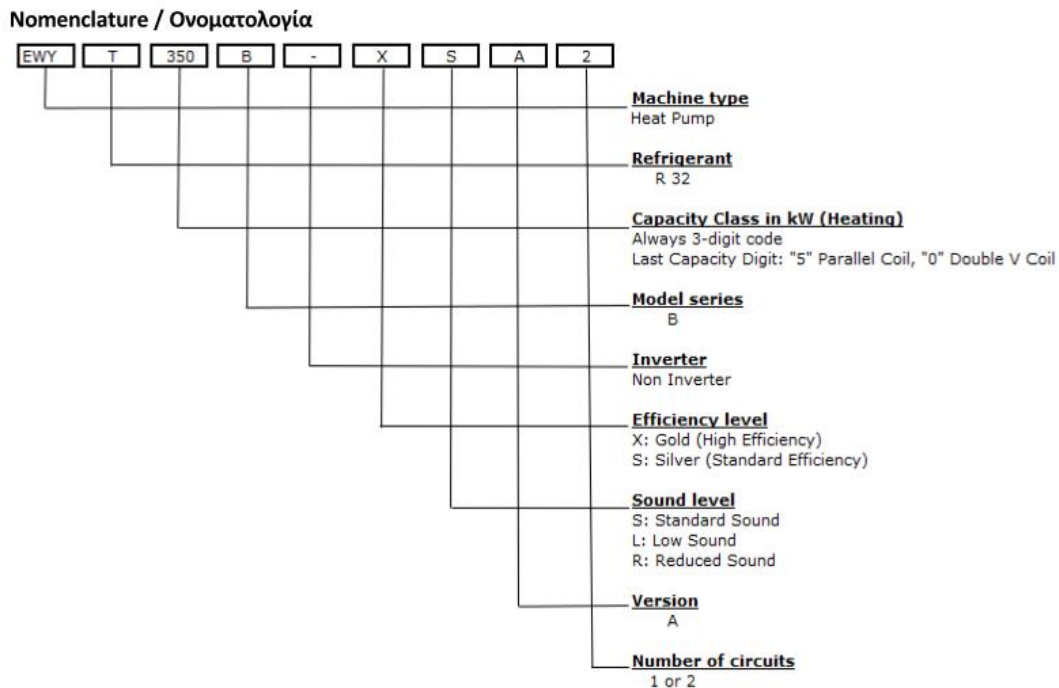 Nomenclature / Ονοματολογία
EWY T 350 B - X S A 2
Machine type
Heat Pump
Refrigerant
R 32
Capacity Class in kW (Heating)
Always 3-digit code
Last Capacity Digit: "5" Parallel Coil, "0" Double V Coil
Model series
B
Inverter
Non Inverter
Efficiency level
X: Gold (High Efficiency)
S: Silver (Standard Efficiency)
Sound level
S: Standard Sound
L: Low Sound
R: Reduced Sound
Version
A
Number of circuits
1 or 2